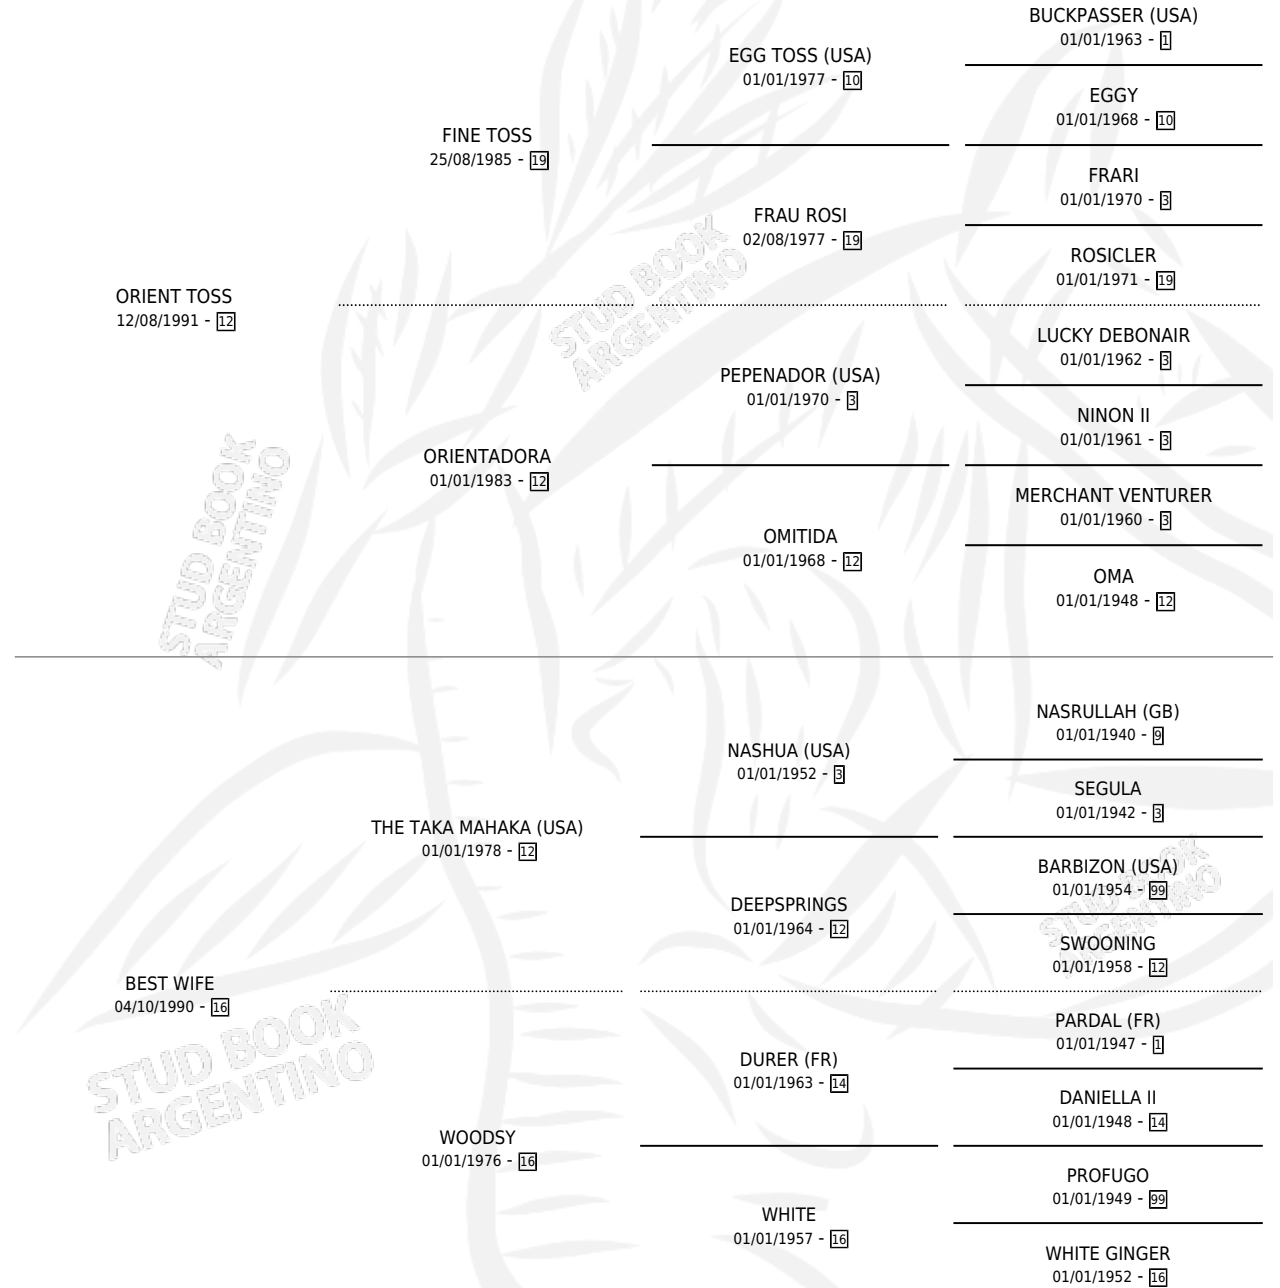 BUCKPASSER (USA)
01/01/1963 - 1
EGG TOSS (USA)
01/01/1977 - 10
EGGY
01/01/1968 - 10
FINE TOSS
25/08/1985 - 19
FRARI
01/01/1970 - 3
FRAU ROSI
02/08/1977 - 19
ROSICLER
01/01/1971 - 19
ORIENT TOSS
12/08/1991 - 12
LUCKY DEBONAIR
01/01/1962 - 3
PEPENADOR (USA)
01/01/1970 - 3
NINON II
01/01/1961 - 3
ORIENTADORA
01/01/1983 - 12
MERCHANT VENTURER
01/01/1960 - 3
OMITIDA
01/01/1968 - 12
OMA
01/01/1948 - 12
NASRULLAH (GB)
01/01/1940 - 9
NASHUA (USA)
01/01/1952 - 3
SEGULA
01/01/1942 - 3
THE TAKA MAHAKA (USA)
01/01/1978 - 12
BARBIZON (USA)
01/01/1954 - 99
DEEPSPRINGS
01/01/1964 - 12
SWOONING
01/01/1958 - 12
BEST WIFE
04/10/1990 - 16
PARDAL (FR)
01/01/1947 - 1
DURER (FR)
01/01/1963 - 14
DANIELLA II
01/01/1948 - 14
WOODSY
01/01/1976 - 16
PROFUGO
01/01/1949 - 99
WHITE
01/01/1957 - 16
WHITE GINGER
01/01/1952 - 16
STUD BOOK
ARGENTINO
STUD BOOK
ARGENTINO
STUD BOOK
ARGENTINO
STUD BOOK
ARGENTINO